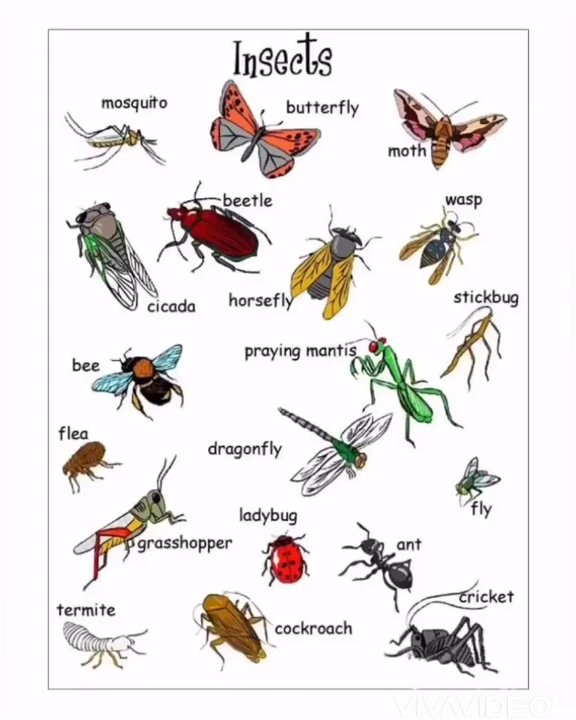 Insects
mosquito
butterfly
moth
beetle
wasp
cicada
horsefly
stickbug
bee
praying mantis
flea
dragonfly
fly
grasshopper
ladybug
ant
termite
cockroach
cricket
VIVAVIDEO